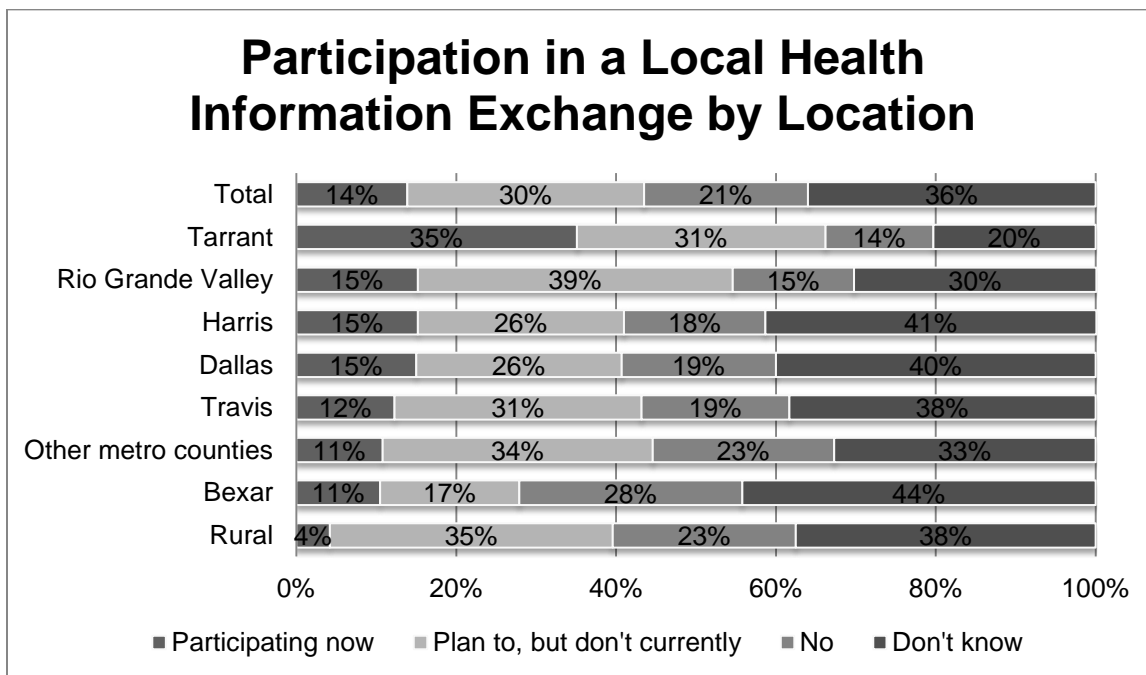 Participation in a Local Health
Information Exchange by Location
Total 14% 30% 21% 36%
Tarrant 35% 31% 14% 20%
Rio Grande Valley 15% 39% 15% 30%
Harris 15% 26% 18% 41%
Dallas 15% 26% 19% 40%
Travis 12% 31% 19% 38%
Other metro counties 11% 34% 23% 33%
Bexar 11% 17% 28% 44%
Rural 4% 35% 23% 38%
0% 20% 40% 60% 80% 100%
Participating now Plan to, but don't currently No Don't know